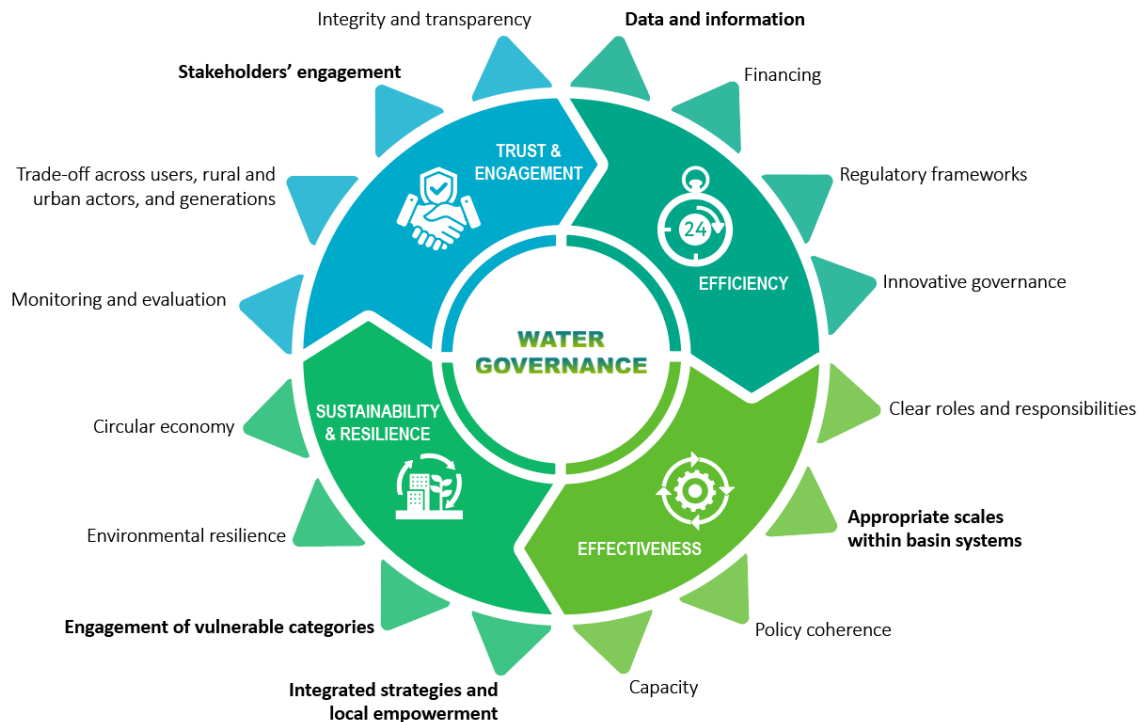 Integrity and transparency
Data and information
Stakeholders’ engagement
Financing
TRUST &
ENGAGEMENT
Trade-off across users, rural and
urban actors, and generations
Regulatory frameworks
24
EFFICIENCY
Innovative governance
Monitoring and evaluation
WATER
GOVERNANCE
SUSTAINABILITY
& RESILIENCE
Clear roles and responsibilities
Circular economy
Appropriate scales
within basin systems
Environmental resilience
EFFECTIVENESS
Engagement of vulnerable categories
Policy coherence
Integrated strategies and
local empowerment
Capacity